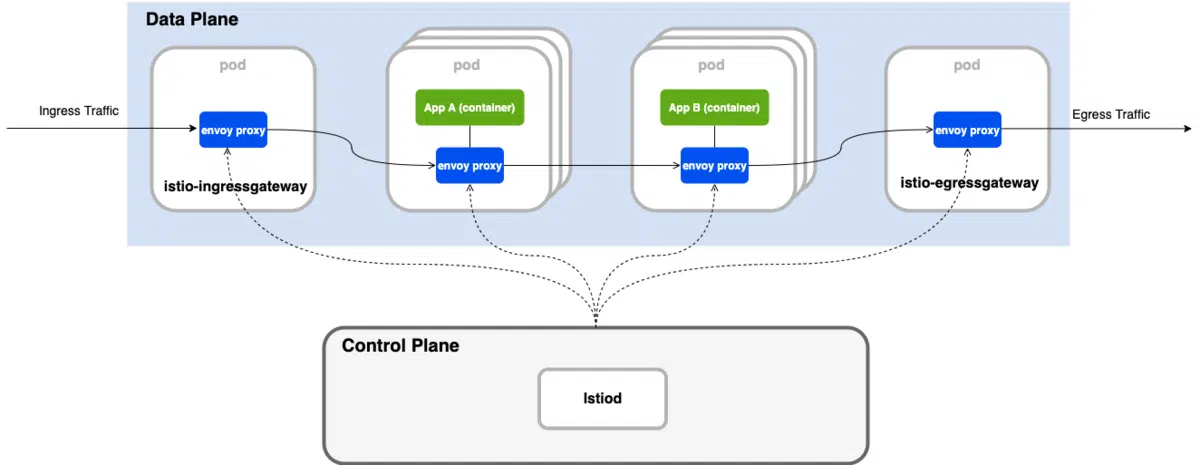 Data Plane
pod
pod
pod
pod
Ingress Traffic
App A (container)
App B (container)
Egress Traffic
envoy proxy
envoy proxy
envoy proxy
envoy proxy
istio-ingressgateway
istio-egressgateway
Control Plane
Istiod